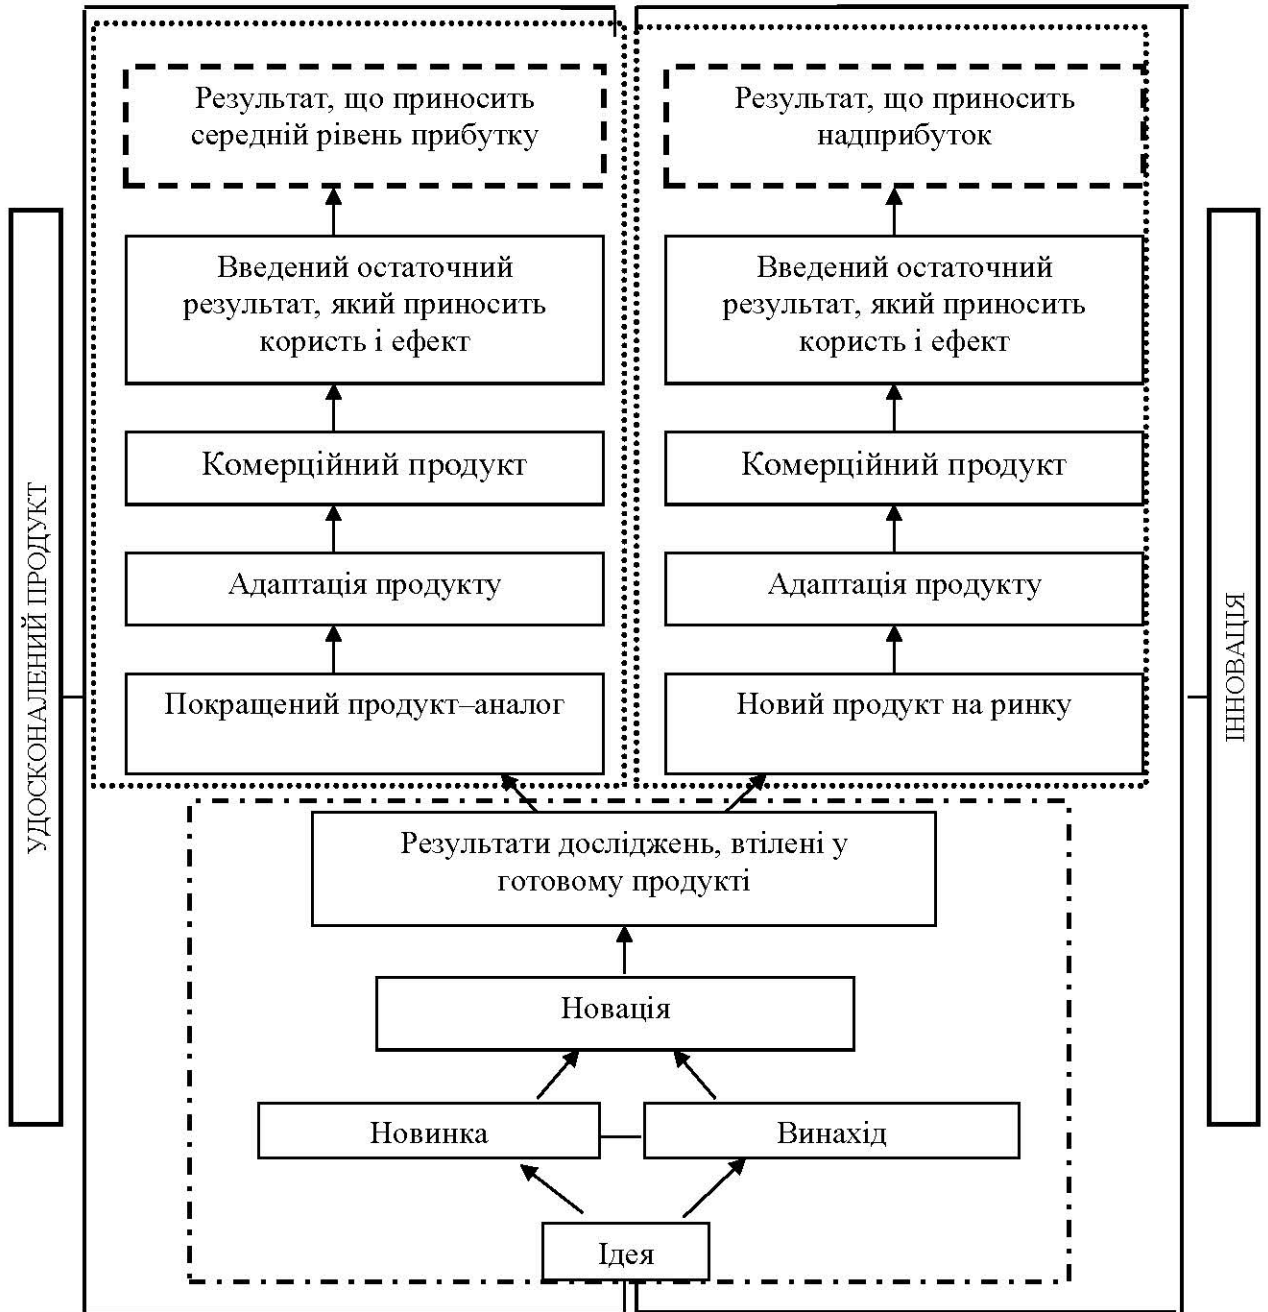 Результат, що приносить
середній рівень прибутку
Результат, що приносить
надприбуток
Введений остаточний
результат, який приносить
користь і ефект
Введений остаточний
результат, який приносить
користь і ефект
Комерційний продукт
Комерційний продукт
Адаптація продукту
Адаптація продукту
Покращений продукт–аналог
Новий продукт на ринку
УДОСКОНАЛЕНИЙ ПРОДУКТ
ІННОВАЦІЯ
Результати досліджень, втілені у
готовому продукті
Новація
Новинка
Винахід
Ідея